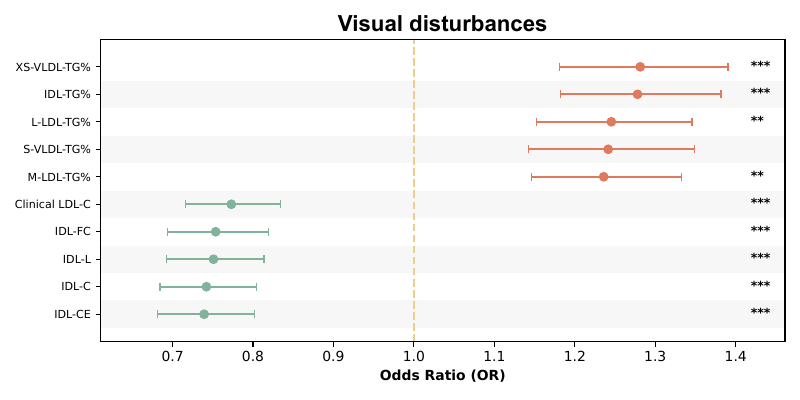 Visual disturbances
XS-VLDL-TG% ***
IDL-TG% ***
L-LDL-TG% **
S-VLDL-TG%
M-LDL-TG% **
Clinical LDL-C ***
IDL-FC ***
IDL-L ***
IDL-C ***
IDL-CE ***
0.7 0.8 0.9 1.0 1.1 1.2 1.3 1.4
Odds Ratio (OR)